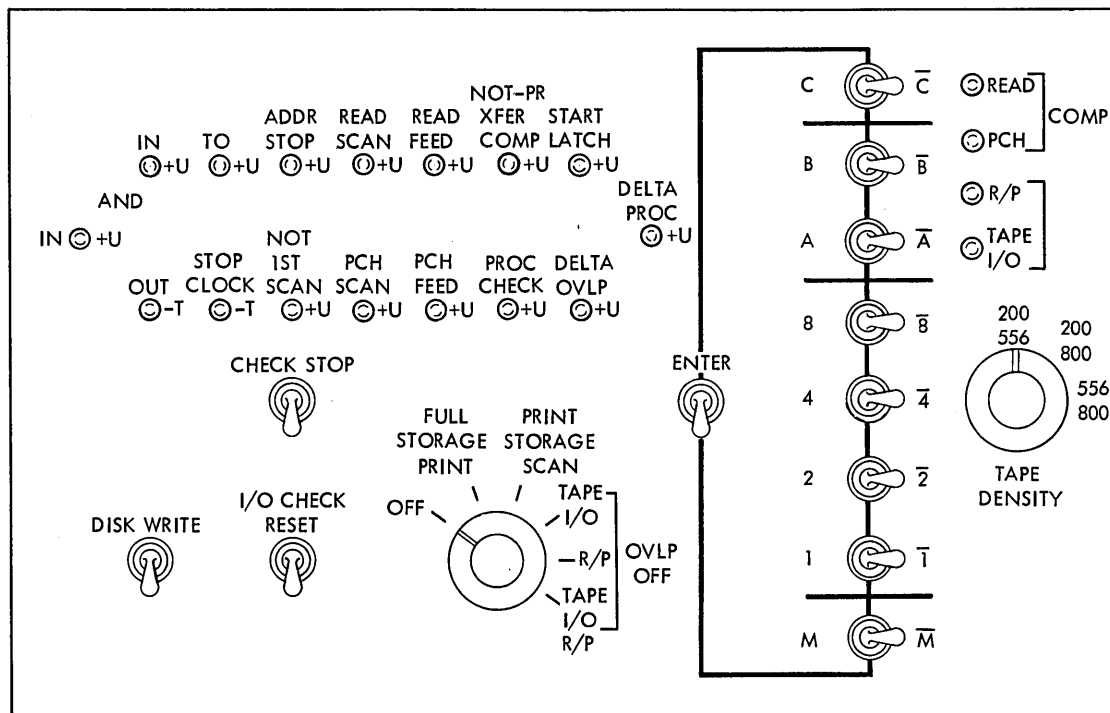 NOT-PR
ADDR READ READ XFER START
IN TO STOP SCAN FEED COMP LATCH
+U +U +U +U +U +U +U
AND
IN +U
DELTA
PROC
+U
NOT
STOP 1ST PCH PCH PROC DELTA
OUT CLOCK SCAN SCAN FEED CHECK OVLP
-T -T +U +U +U +U +U
CHECK STOP
DISK WRITE
I/O CHECK
RESET
FULL
STORAGE
PRINT
PRINT
STORAGE
SCAN
OFF
TAPE
I/O
R/P
TAPE
I/O
R/P
OVLP
OFF
ENTER
C C̅
B B̅
A A̅
8 8̅
4 4̅
2 2̅
1 1̅
M M̅
READ
PCH
COMP
R/P
TAPE
I/O
200
556
200
800
556
800
TAPE
DENSITY